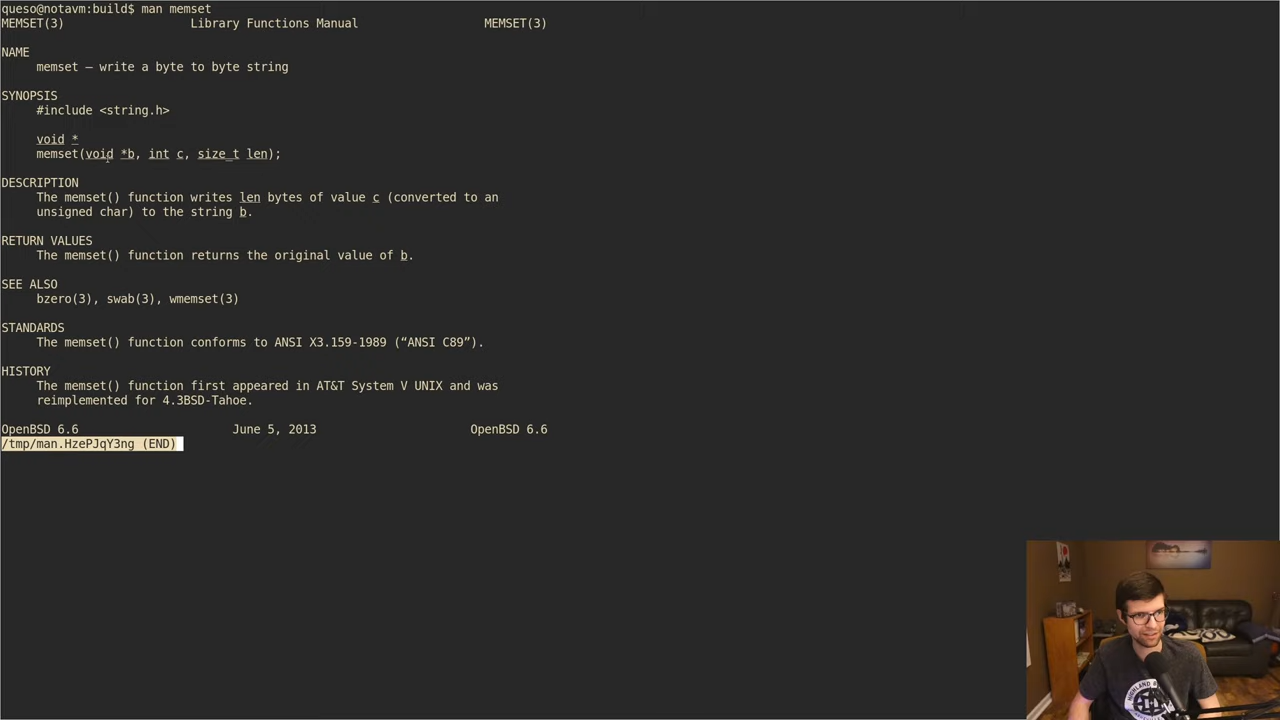 queso@notavm:build$ man memset
MEMSET(3) Library Functions Manual MEMSET(3)
NAME
memset – write a byte to byte string
SYNOPSIS
#include <string.h>
void *
memset(void *b, int c, size_t len);
DESCRIPTION
The memset() function writes len bytes of value c (converted to an
unsigned char) to the string b.
RETURN VALUES
The memset() function returns the original value of b.
SEE ALSO
bzero(3), swab(3), wmemset(3)
STANDARDS
The memset() function conforms to ANSI X3.159-1989 (“ANSI C89”).
HISTORY
The memset() function first appeared in AT&T System V UNIX and was
reimplemented for 4.3BSD-Tahoe.
OpenBSD 6.6 June 5, 2013 OpenBSD 6.6
/tmp/man.HzePJqY3ng (END)